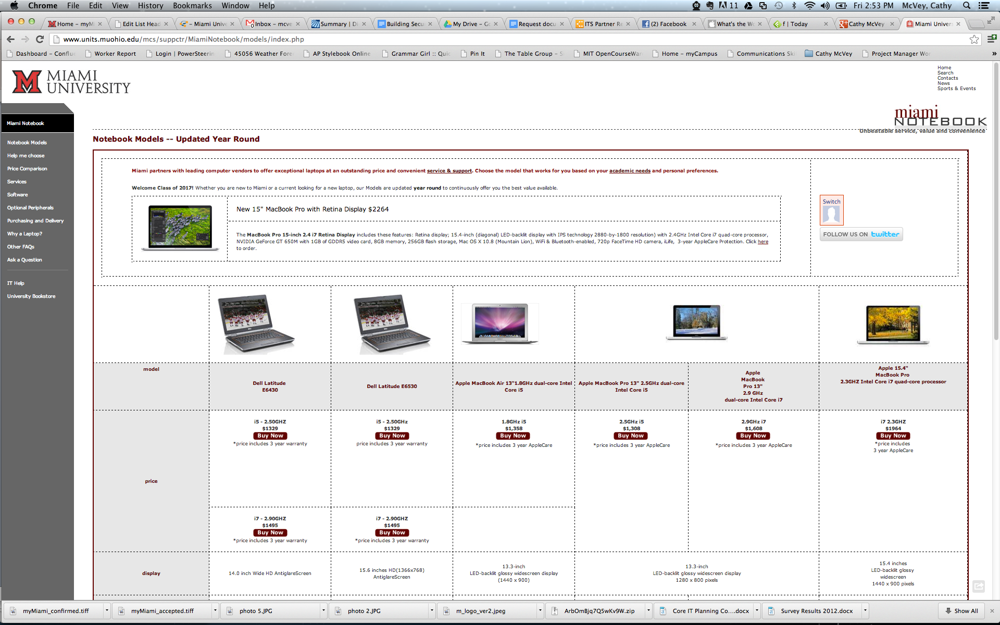 Chrome File Edit View History Bookmarks Window Help
11 Fri 2:53 PM McVey, Cathy
Home – myM
Edit List Head
– Miami Unive
Inbox – mcve
Summary | Di
Building Secu
My Drive – Go
Request docu
ITS Partner Re
(2) Facebook
What's the Wo
f | Today
Cathy McVey
Miami Univers
www.units.muohio.edu/mcs/suppctr/MiamiNotebook/models/index.php
Dashboard – Conflue
Worker Report
Login | PowerSteerin
45056 Weather Fore
AP Stylebook Online
Grammar Girl :: Quic
Pin It
The Table Group – S
MIT OpenCourseWar
Home – myCampus
Communications Ski
Cathy McVey
Project Manager Wor
»
M MIAMI
UNIVERSITY
Home
Search
Contacts
News
Sports & Events
miami
NOTEBOOK
Unbeatable service, value and convenience
Miami Notebook
Notebook Models
Help me choose
Price Comparison
Services
Software
Optional Peripherals
Purchasing and Delivery
Why a Laptop?
Other FAQs
Ask a Question
IT Help
University Bookstore
Notebook Models -- Updated Year Round
Miami partners with leading computer vendors to offer exceptional laptops at an outstanding price and convenient service & support. Choose the model that works for you based on your academic needs and personal preferences.
Welcome Class of 2017! Whether you are new to Miami or a current looking for a new laptop, our Models are updated year round to continuously offer you the best value available.
New 15" MacBook Pro with Retina Display $2264
The MacBook Pro 15-inch 2.4 i7 Retina Display includes these features: Retina display; 15.4-inch (diagonal) LED-backlit display with IPS technology 2880-by-1800 resolution) with 2.4GHz Intel Core i7 quad-core processor,
NVIDIA GeForce GT 650M with 1GB of GDDR5 video card, 8GB memory, 256GB flash storage, Mac OS X 10.8 (Mountain Lion), WiFi & Bluetooth-enabled, 720p FaceTime HD camera, iLife, 3-year AppleCare Protection. Click here
to order.
Switch
FOLLOW US ON twitter
model
Dell Latitude
E6430
Dell Latitude E6530
Apple MacBook Air 13"1.8GHz dual-core Intel
Core i5
Apple MacBook Pro 13" 2.5GHz dual-core
Intel Core i5
Apple
MacBook
Pro 13"
2.9 GHz
dual-core Intel Core i7
Apple 15.4"
MacBook Pro
2.3GHZ Intel Core i7 quad-core processor
price
i5 - 2.50GHZ
$1329
Buy Now
*price includes 3 year warranty
i5 - 2.50GHz
$1329
Buy Now
price includes 3 year warranty
1.8GHz i5
$1,358
Buy Now
*price includes 3 year AppleCare
2.5GHz i5
$1,308
Buy Now
*price includes 3 year AppleCare
2.9GHz i7
$1,608
Buy Now
*price includes 3 year AppleCare
i7 2.3GHZ
$1964
Buy Now
*price includes
3 year AppleCare
i7 - 2.90GHZ
$1495
Buy Now
*price includes 3 year warranty
i7 - 2.90GHZ
$1495
Buy Now
*price includes 3 year warranty
display
14.0 inch Wide HD AntiglareScreen
15.6 inches HD(1366x768)
AntiglareScreen
13.3-inch
LED-backlit glossy widescreen display
(1440 x 900)
13.3-inch
LED-backlit glossy widescreen display
1280 x 800 pixels
15.4 inches
LED-backlit glossy
widescreen
1440 x 900 pixels
myMiami_confirmed.tiff
myMiami_accepted.tiff
photo 5.JPG
photo 2.JPG
m_logo_ver2.jpeg
ArbOmBjq7Q5wKv9W.zip
Core IT Planning Co....docx
Survey Results 2012.docx
Show All